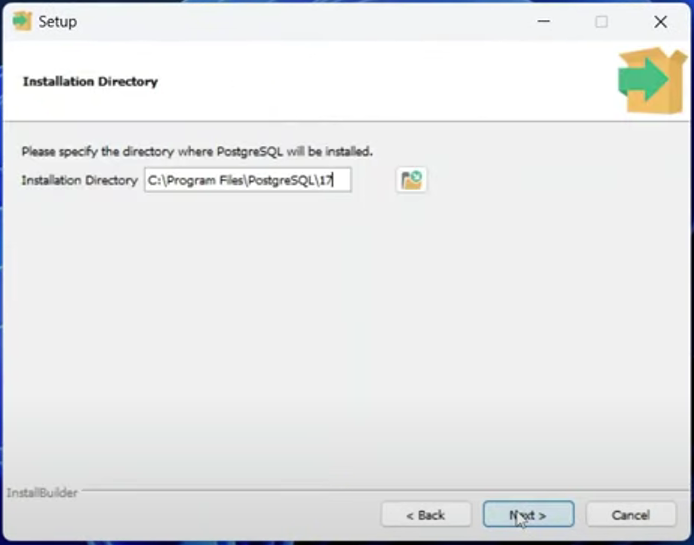 Setup
Installation Directory
Please specify the directory where PostgreSQL will be installed.
Installation Directory C:\Program Files\PostgreSQL\17
InstallBuilder
< Back Next > Cancel